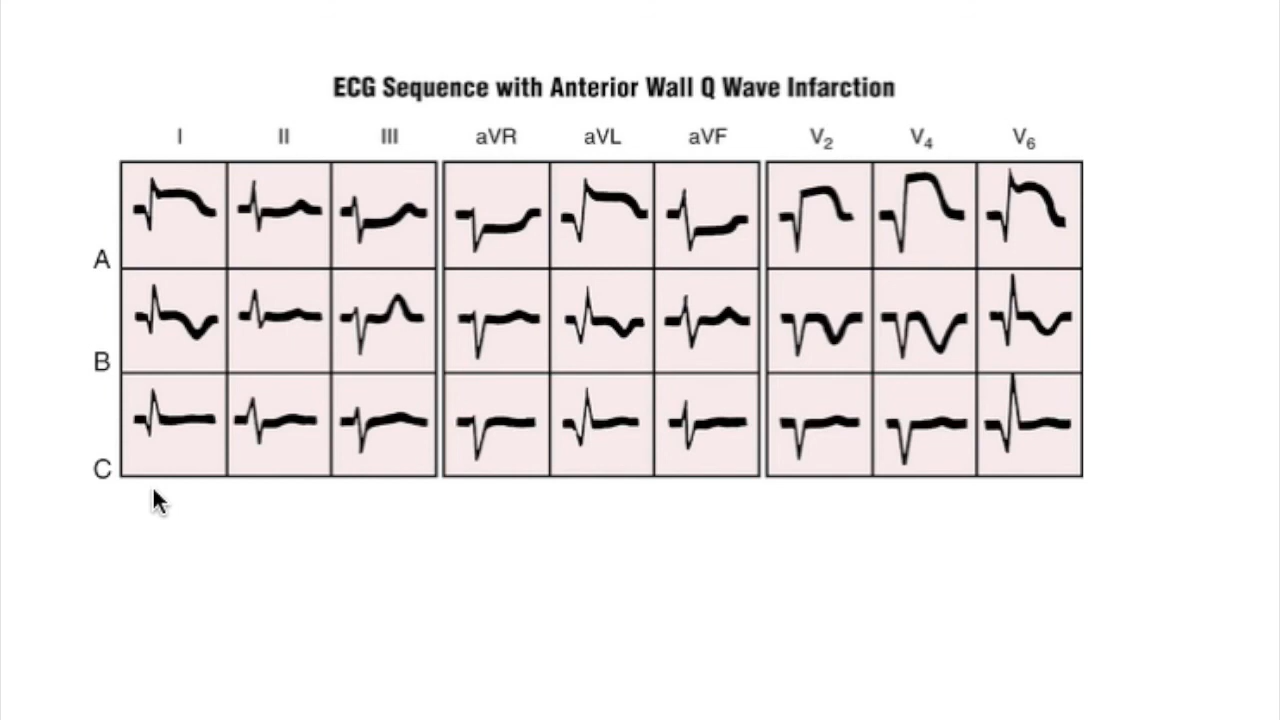 ECG Sequence with Anterior Wall Q Wave Infarction
I II III aVR aVL aVF V2 V4 V6
A
B
C